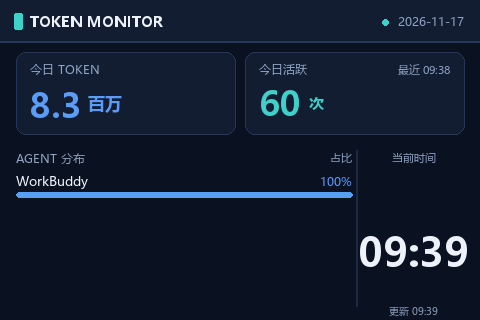 TOKEN MONITOR
2026-11-17
今日 TOKEN
8.3 百万
今日活跃
最近 09:38
60 次
AGENT 分布
占比
WorkBuddy
100%
当前时间
09:39
更新 09:39